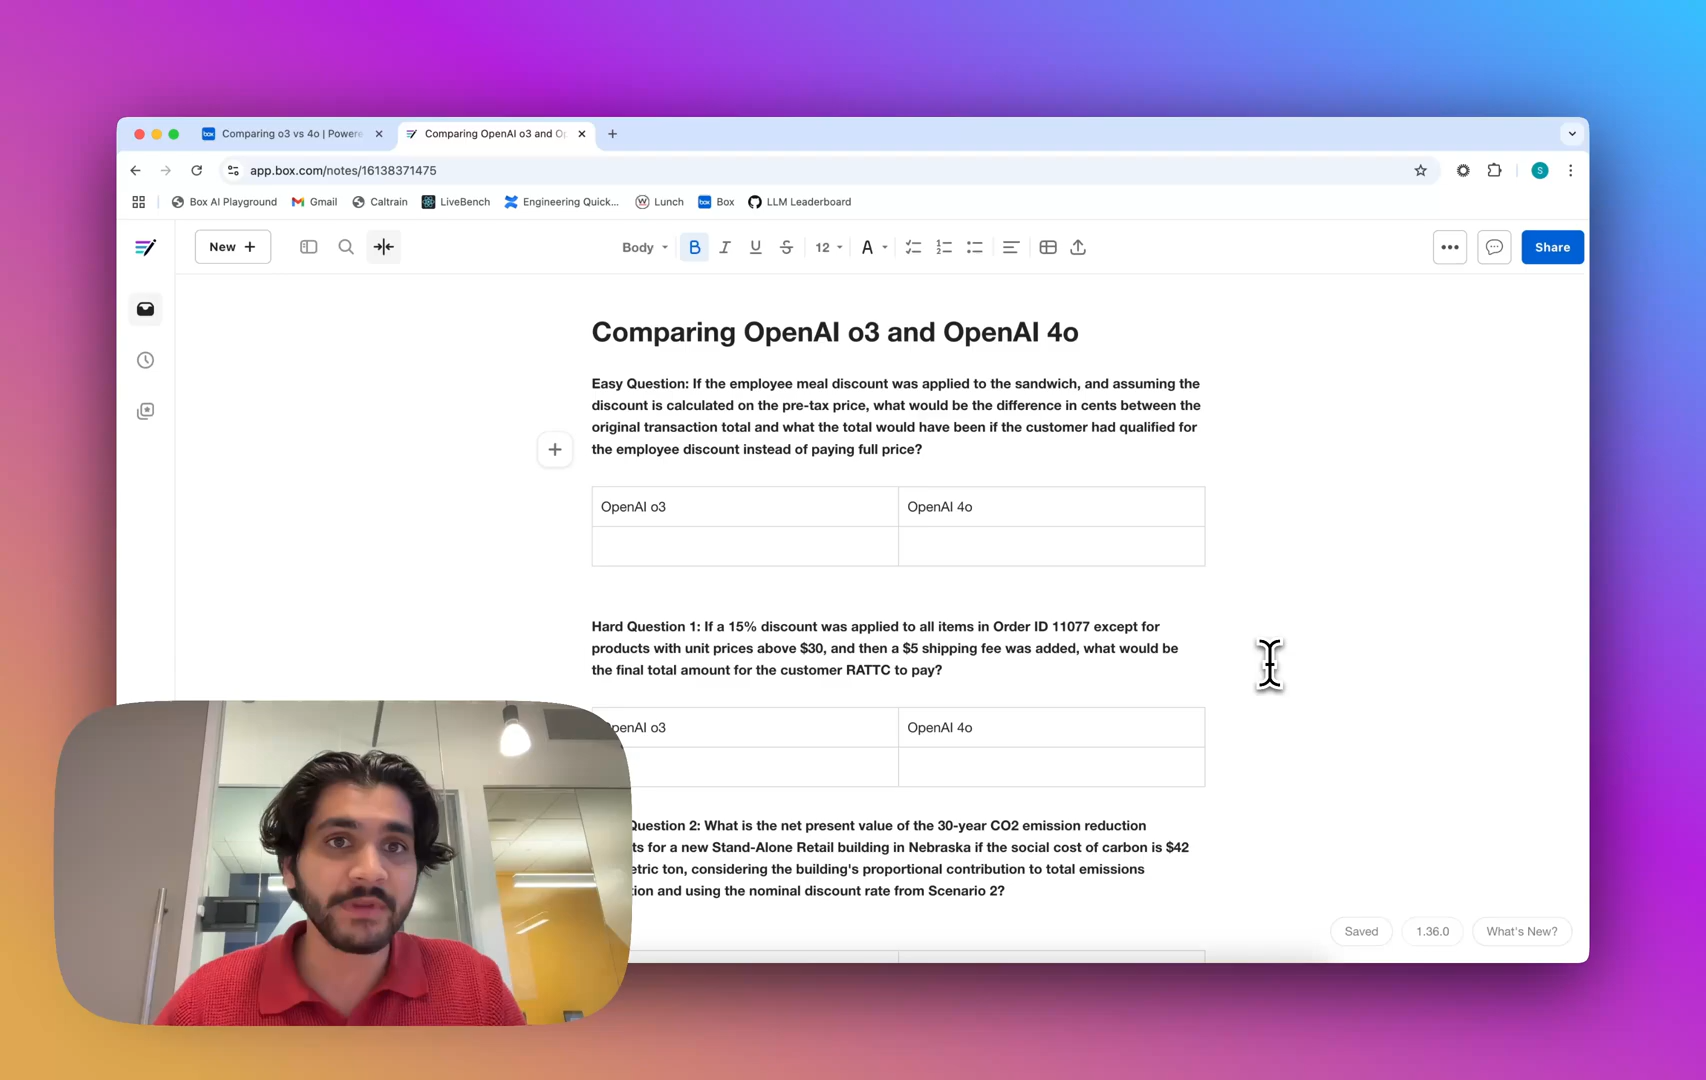 Comparing o3 vs 4o | Powere
Comparing OpenAI o3 and O
app.box.com/notes/16138371475
S
Box AI Playground
Gmail
Caltrain
LiveBench
Engineering Quick...
Lunch
box
Box
LLM Leaderboard
New +
Body
B
I
U
S
12
A
Share
Comparing OpenAI o3 and OpenAI 4o
Easy Question: If the employee meal discount was applied to the sandwich, and assuming the
discount is calculated on the pre-tax price, what would be the difference in cents between the
original transaction total and what the total would have been if the customer had qualified for
the employee discount instead of paying full price?
OpenAI o3
OpenAI 4o
Hard Question 1: If a 15% discount was applied to all items in Order ID 11077 except for
products with unit prices above $30, and then a $5 shipping fee was added, what would be
the final total amount for the customer RATTC to pay?
penAI o3
OpenAI 4o
Question 2: What is the net present value of the 30-year CO2 emission reduction
ts for a new Stand-Alone Retail building in Nebraska if the social cost of carbon is $42
etric ton, considering the building's proportional contribution to total emissions
ion and using the nominal discount rate from Scenario 2?
Saved
1.36.0
What's New?